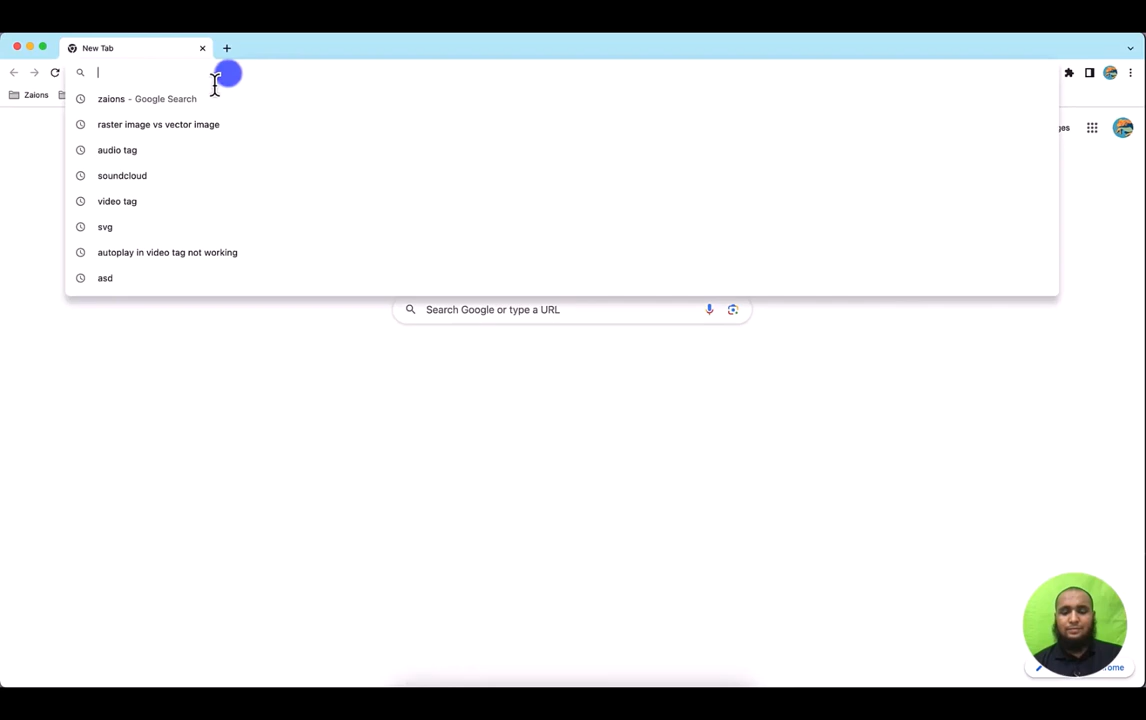 New Tab
Zaions
zaions - Google Search
raster image vs vector image
audio tag
soundcloud
video tag
svg
autoplay in video tag not working
asd
Search Google or type a URL